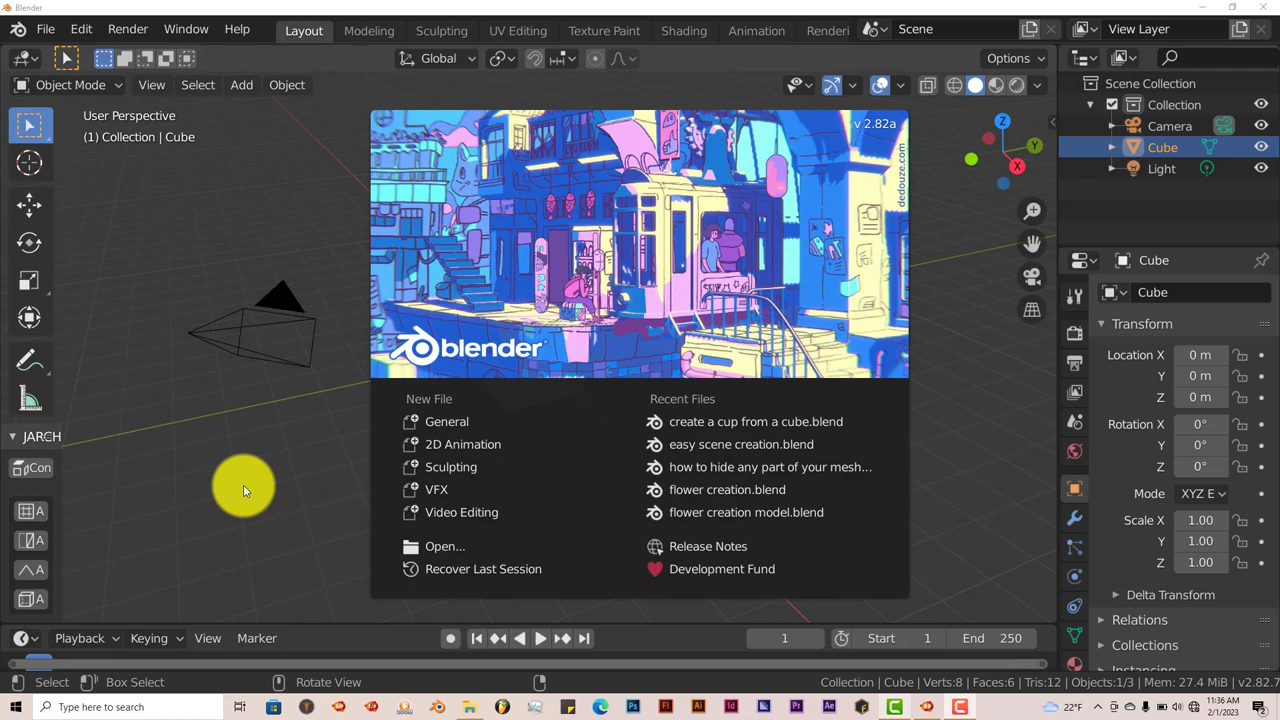 Blender
File Edit Render Window Help Layout Modeling Sculpting UV Editing Texture Paint Shading Animation Renderi Scene View Layer
Global Options
Object Mode View Select Add Object
User Perspective
(1) Collection | Cube
Scene Collection
Collection
Camera
Cube
Light
Z
Y
X
v 2.82a
dedouze.com
blender
New File
General
2D Animation
Sculpting
VFX
Video Editing
Open...
Recover Last Session
Recent Files
create a cup from a cube.blend
easy scene creation.blend
how to hide any part of your mesh...
flower creation.blend
flower creation model.blend
Release Notes
Development Fund
JARCH
Con
A
A
A
A
Cube
Cube
Transform
Location X 0 m
Y 0 m
Z 0 m
Rotation X 0°
Y 0°
Z 0°
Mode XYZ E
Scale X 1.00
Y 1.00
Z 1.00
Delta Transform
Relations
Collections
Instancing
Playback Keying View Marker 1 Start 1 End 250
Select Box Select Rotate View Collection | Cube | Verts:8 | Faces:6 | Tris:12 | Objects:1/3 | Mem: 27.4 MiB | v2.82.7
Type here to search
22°F
11:36 AM
2/1/2023
2